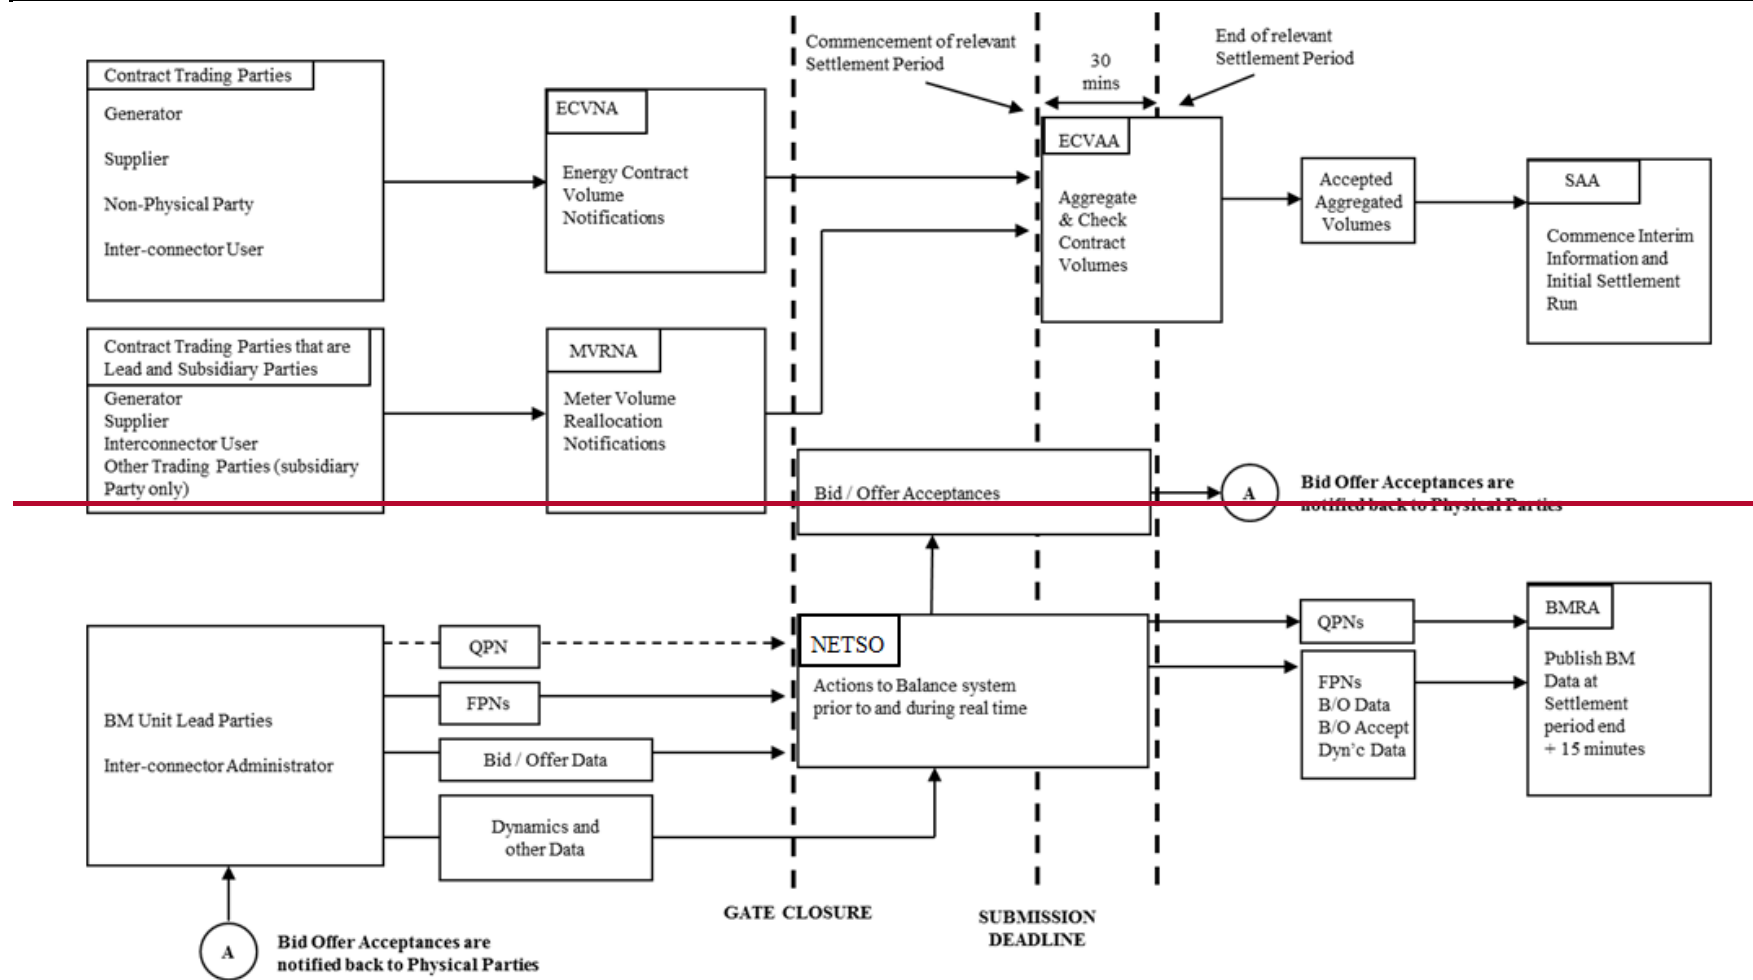 Commencement of relevant
Settlement Period
30
mins
End of relevant
Settlement Period
Contract Trading Parties
Generator
Supplier
Non-Physical Party
Inter-connector User
ECVNA
Energy Contract
Volume
Notifications
ECVAA
Aggregate
& Check
Contract
Volumes
Accepted
Aggregated
Volumes
SAA
Commence Interim
Information and
Initial Settlement
Run
Contract Trading Parties that are
Lead and Subsidiary Parties
Generator
Supplier
Interconnector User
Other Trading Parties (subsidiary
Party only)
MVRNA
Meter Volume
Reallocation
Notifications
Bid / Offer Acceptances
A
Bid Offer Acceptances are
notified back to Physical Parties
BM Unit Lead Parties
Inter-connector Administrator
QPN
FPNs
Bid / Offer Data
Dynamics and
other Data
NETSO
Actions to Balance system
prior to and during real time
QPNs
FPNs
B/O Data
B/O Accept
Dyn'c Data
BMRA
Publish BM
Data at
Settlement
period end
+ 15 minutes
GATE CLOSURE
SUBMISSION
DEADLINE
A
Bid Offer Acceptances are
notified back to Physical Parties